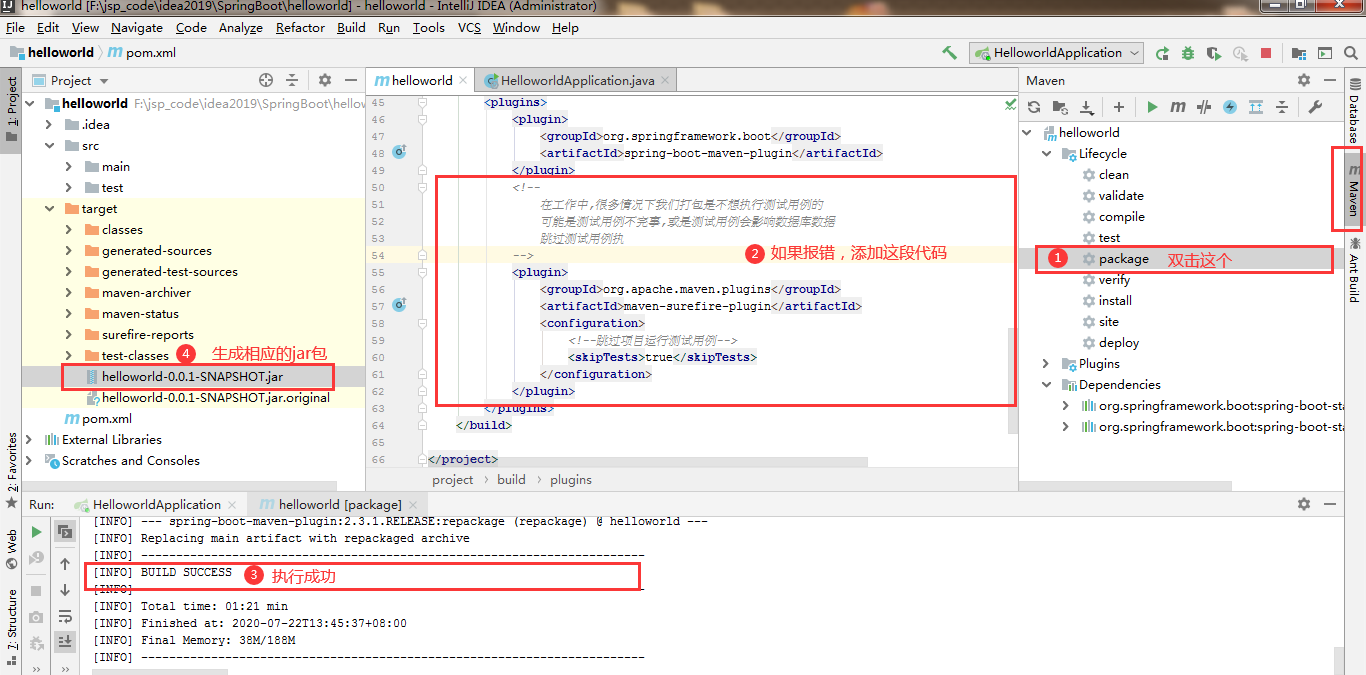 helloworld [F:\jsp_code\idea2019\SpringBoot\helloworld] - helloworld - IntelliJ IDEA (Administrator)
File Edit View Navigate Code Analyze Refactor Build Run Tools VCS Window Help
helloworld pom.xml
HelloworldApplication
1: Project
Project
helloworld F:\jsp_code\idea2019\SpringBoot\hellow
.idea
src
main
test
target
classes
generated-sources
generated-test-sources
maven-archiver
maven-status
surefire-reports
test-classes
4 生成相应的jar包
helloworld-0.0.1-SNAPSHOT.jar
helloworld-0.0.1-SNAPSHOT.jar.original
pom.xml
External Libraries
Scratches and Consoles
helloworld HelloworldApplication.java
45 <plugins>
46 <plugin>
47 <groupId>org.springframework.boot</groupId>
48 <artifactId>spring-boot-maven-plugin</artifactId>
49 </plugin>
50 <!--
51 在工作中,很多情况下我们打包是不想执行测试用例的
52 可能是测试用例不完事,或是测试用例会影响数据库数据
53 跳过测试用例执
54 -->
2 如果报错，添加这段代码
55 <plugin>
56 <groupId>org.apache.maven.plugins</groupId>
57 <artifactId>maven-surefire-plugin</artifactId>
58 <configuration>
59 <!--跳过项目运行测试用例-->
60 <skipTests>true</skipTests>
61 </configuration>
62 </plugin>
63 </plugins>
64 </build>
65
66 </project>
project build plugins
Maven
helloworld
Lifecycle
clean
validate
compile
test
1 package 双击这个
verify
install
site
deploy
Plugins
Dependencies
org.springframework.boot:spring-boot-sta
org.springframework.boot:spring-boot-sta
Database
Maven
Ant Build
2: Favorites
Web
7: Structure
Run: HelloworldApplication helloworld [package]
[INFO] --- spring-boot-maven-plugin:2.3.1.RELEASE:repackage (repackage) @ helloworld ---
[INFO] Replacing main artifact with repackaged archive
[INFO] ------------------------------------------------------------------------
[INFO] BUILD SUCCESS 3 执行成功
[INFO] ------------------------------------------------------------------------
[INFO] Total time: 01:21 min
[INFO] Finished at: 2020-07-22T13:45:37+08:00
[INFO] Final Memory: 38M/188M
[INFO] ------------------------------------------------------------------------